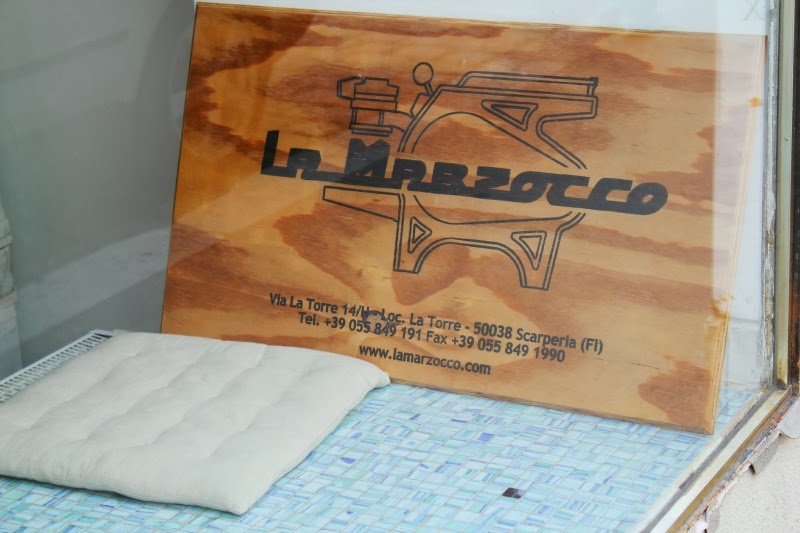 La Marzocco
Via La Torre 14/H - Loc. La Torre - 50038 Scarperia (FI)
Tel. +39 055 849 191 Fax +39 055 849 1990
www.lamarzocco.com